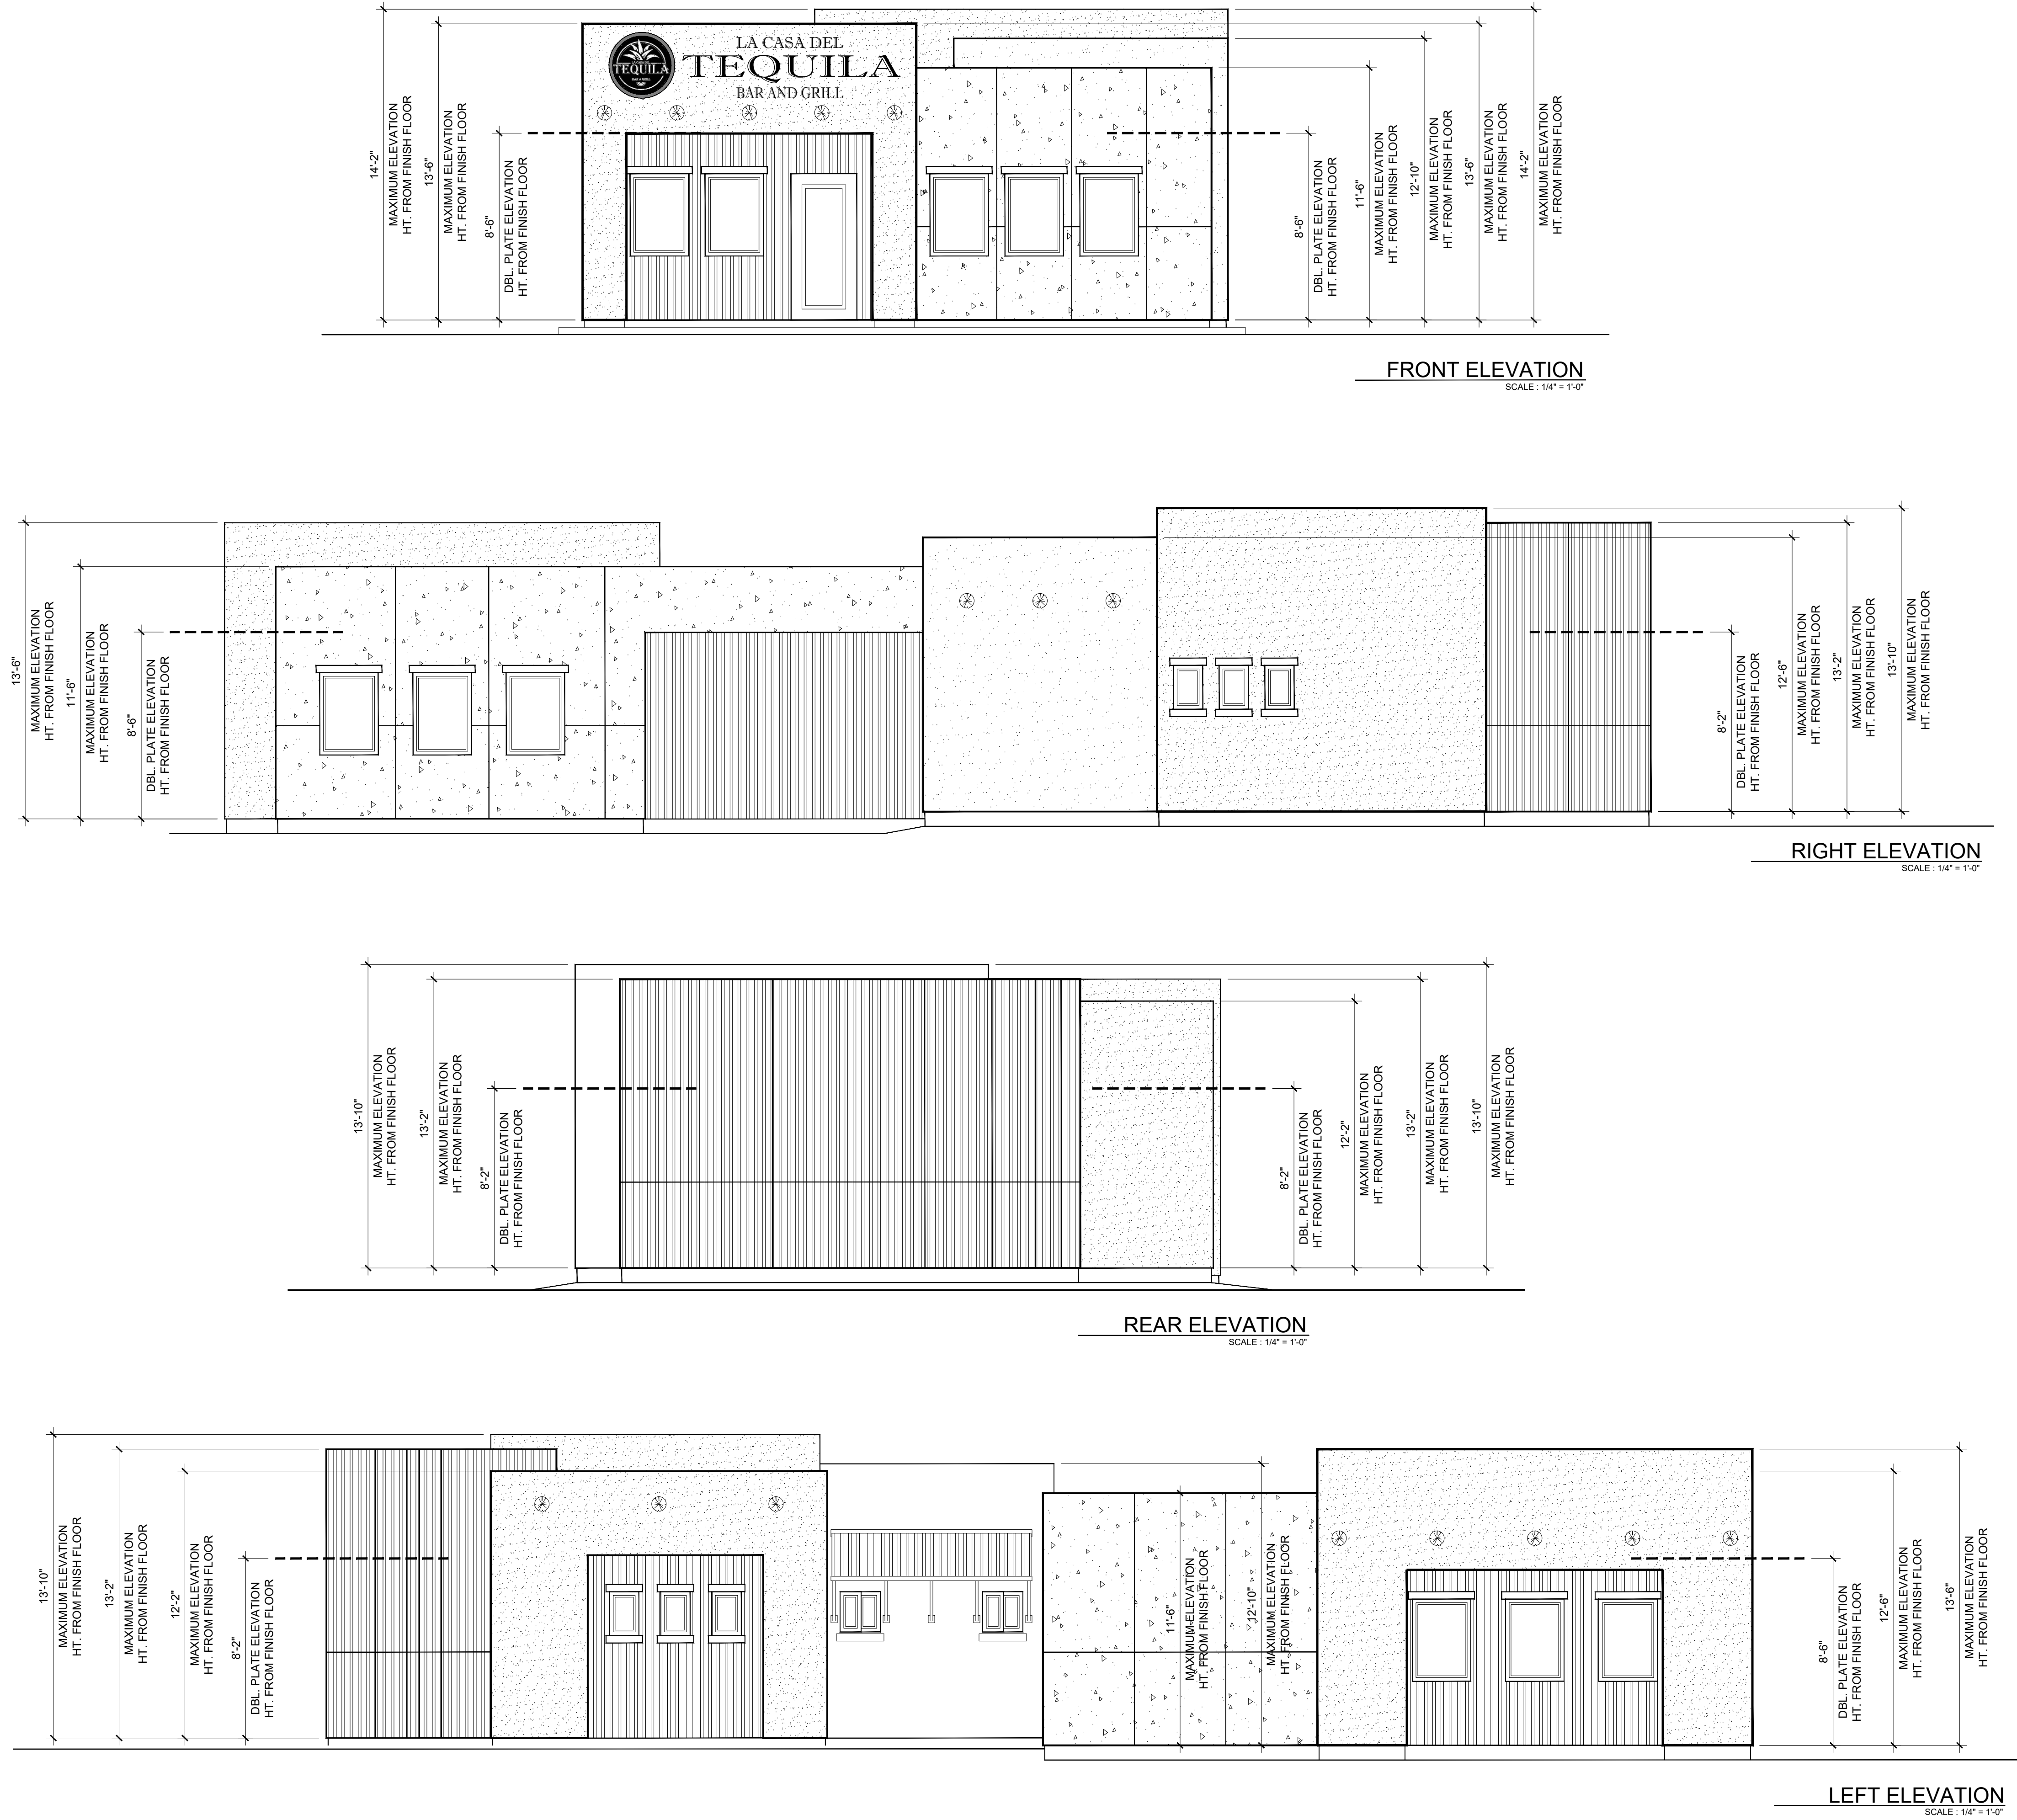 LA CASA DEL
TEQUILA
BAR AND GRILL
TEQUILA
14'-2"
MAXIMUM ELEVATION
HT. FROM FINISH FLOOR
13'-6"
MAXIMUM ELEVATION
HT. FROM FINISH FLOOR
8'-6"
DBL. PLATE ELEVATION
HT. FROM FINISH FLOOR
8'-6"
DBL. PLATE ELEVATION
HT. FROM FINISH FLOOR
11'-6"
MAXIMUM ELEVATION
HT. FROM FINISH FLOOR
12'-10"
MAXIMUM ELEVATION
HT. FROM FINISH FLOOR
13'-6"
MAXIMUM ELEVATION
HT. FROM FINISH FLOOR
14'-2"
MAXIMUM ELEVATION
HT. FROM FINISH FLOOR
FRONT ELEVATION
SCALE : 1/4" = 1'-0"
13'-6"
MAXIMUM ELEVATION
HT. FROM FINISH FLOOR
11'-6"
MAXIMUM ELEVATION
HT. FROM FINISH FLOOR
8'-6"
DBL. PLATE ELEVATION
HT. FROM FINISH FLOOR
8'-2"
DBL. PLATE ELEVATION
HT. FROM FINISH FLOOR
12'-6"
MAXIMUM ELEVATION
HT. FROM FINISH FLOOR
13'-2"
MAXIMUM ELEVATION
HT. FROM FINISH FLOOR
13'-10"
MAXIMUM ELEVATION
HT. FROM FINISH FLOOR
RIGHT ELEVATION
SCALE : 1/4" = 1'-0"
13'-10"
MAXIMUM ELEVATION
HT. FROM FINISH FLOOR
13'-2"
MAXIMUM ELEVATION
HT. FROM FINISH FLOOR
8'-2"
DBL. PLATE ELEVATION
HT. FROM FINISH FLOOR
8'-2"
DBL. PLATE ELEVATION
HT. FROM FINISH FLOOR
12'-2"
MAXIMUM ELEVATION
HT. FROM FINISH FLOOR
13'-2"
MAXIMUM ELEVATION
HT. FROM FINISH FLOOR
13'-10"
MAXIMUM ELEVATION
HT. FROM FINISH FLOOR
REAR ELEVATION
SCALE : 1/4" = 1'-0"
13'-10"
MAXIMUM ELEVATION
HT. FROM FINISH FLOOR
13'-2"
MAXIMUM ELEVATION
HT. FROM FINISH FLOOR
12'-2"
MAXIMUM ELEVATION
HT. FROM FINISH FLOOR
8'-2"
DBL. PLATE ELEVATION
HT. FROM FINISH FLOOR
11'-6"
MAXIMUM ELEVATION
HT. FROM FINISH FLOOR
12'-10"
MAXIMUM ELEVATION
HT. FROM FINISH FLOOR
8'-6"
DBL. PLATE ELEVATION
HT. FROM FINISH FLOOR
12'-6"
MAXIMUM ELEVATION
HT. FROM FINISH FLOOR
13'-6"
MAXIMUM ELEVATION
HT. FROM FINISH FLOOR
LEFT ELEVATION
SCALE : 1/4" = 1'-0"